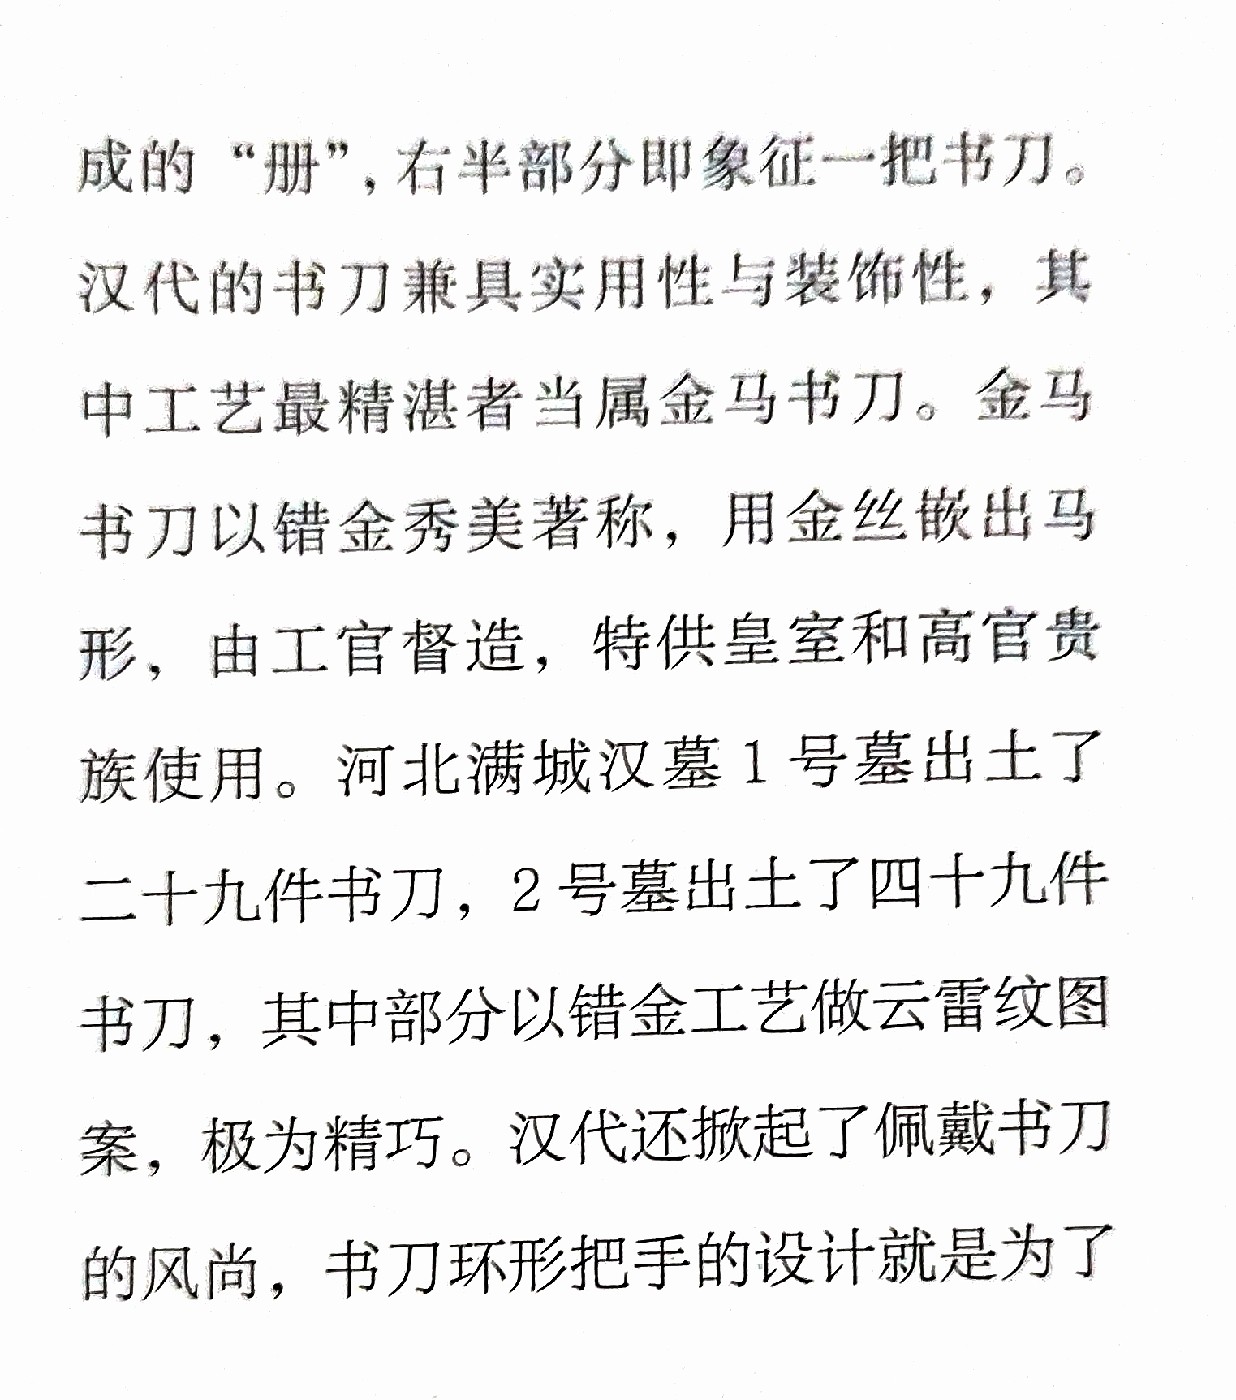 成的“册”，右半部分即象征一把书刀。
汉代的书刀兼具实用性与装饰性，其
中工艺最精湛者当属金马书刀。金马
书刀以错金秀美著称，用金丝嵌出马
形，由工官督造，特供皇室和高官贵
族使用。河北满城汉墓1号墓出土了
二十九件书刀，2号墓出土了四十九件
书刀，其中部分以错金工艺做云雷纹图
案，极为精巧。汉代还掀起了佩戴书刀
的风尚，书刀环形把手的设计就是为了